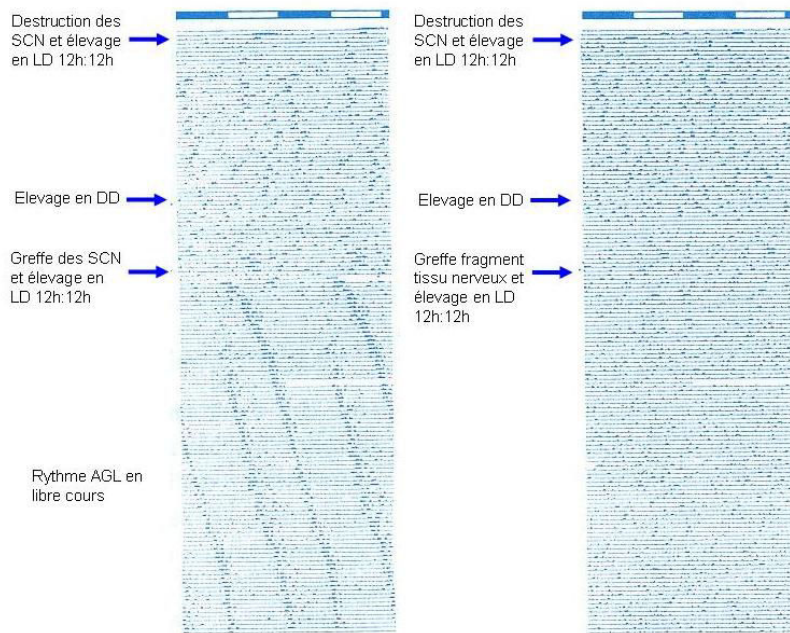 Destruction des
SCN et élevage
en LD 12h:12h
Elevage en DD
Greffe des SCN
et élevage en
LD 12h:12h
Rythme AGL en
libre cours
Destruction des
SCN et élevage
en LD 12h:12h
Elevage en DD
Greffe fragment
tissu nerveux et
élevage en LD
12h:12h